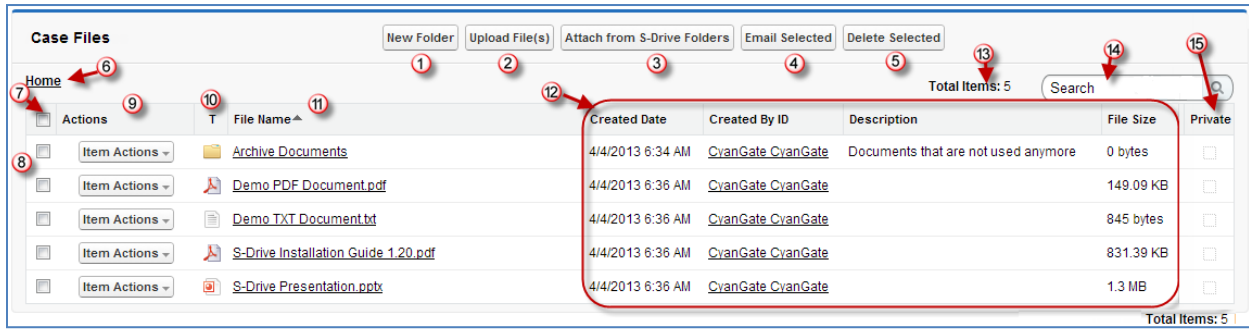 Case Files New Folder Upload File(s) Attach from S-Drive Folders Email Selected Delete Selected
1 2 3 4 5 13 14 15
Home 6 Total Items: 5 Search
7 9 10 11 12
Actions T File Name Created Date Created By ID Description File Size Private
8 Item Actions Archive Documents 4/4/2013 6:34 AM CyanGate CyanGate Documents that are not used anymore 0 bytes
Item Actions Demo PDF Document.pdf 4/4/2013 6:36 AM CyanGate CyanGate 149.09 KB
Item Actions Demo TXT Document.txt 4/4/2013 6:36 AM CyanGate CyanGate 845 bytes
Item Actions S-Drive Installation Guide 1.20.pdf 4/4/2013 6:36 AM CyanGate CyanGate 831.39 KB
Item Actions S-Drive Presentation.pptx 4/4/2013 6:36 AM CyanGate CyanGate 1.3 MB
Total Items: 5